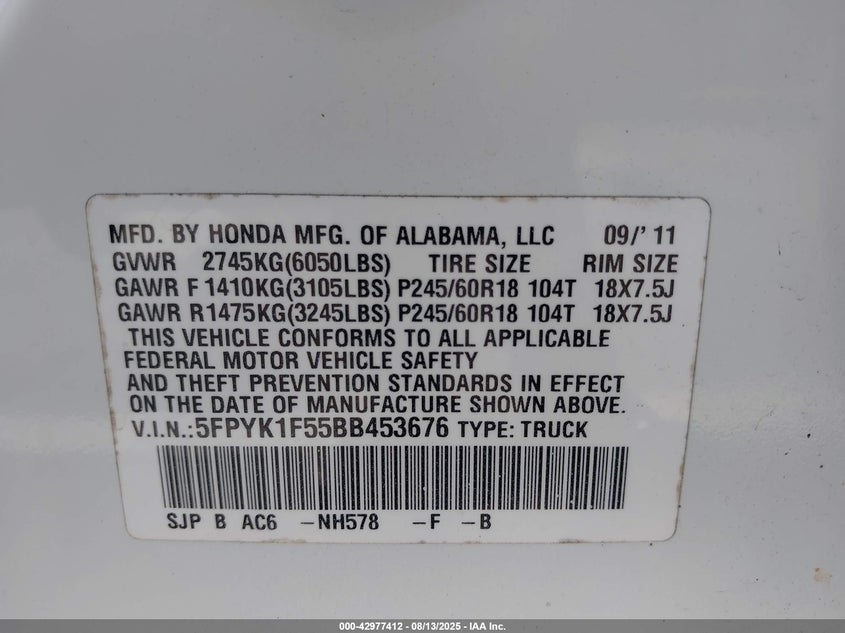 MFD. BY HONDA MFG. OF ALABAMA, LLC 09/' 11
GVWR 2745KG(6050LBS) TIRE SIZE RIM SIZE
GAWR F 1410KG(3105LBS) P245/60R18 104T 18X7.5J
GAWR R1475KG(3245LBS) P245/60R18 104T 18X7.5J
THIS VEHICLE CONFORMS TO ALL APPLICABLE
FEDERAL MOTOR VEHICLE SAFETY
AND THEFT PREVENTION STANDARDS IN EFFECT
ON THE DATE OF MANUFACTURE SHOWN ABOVE.
V.I.N.:5FPYK1F55BB453676 TYPE: TRUCK
SJP B AC6 -NH578 -F -B
000-42977412 - 08/13/2025 - IAA Inc.